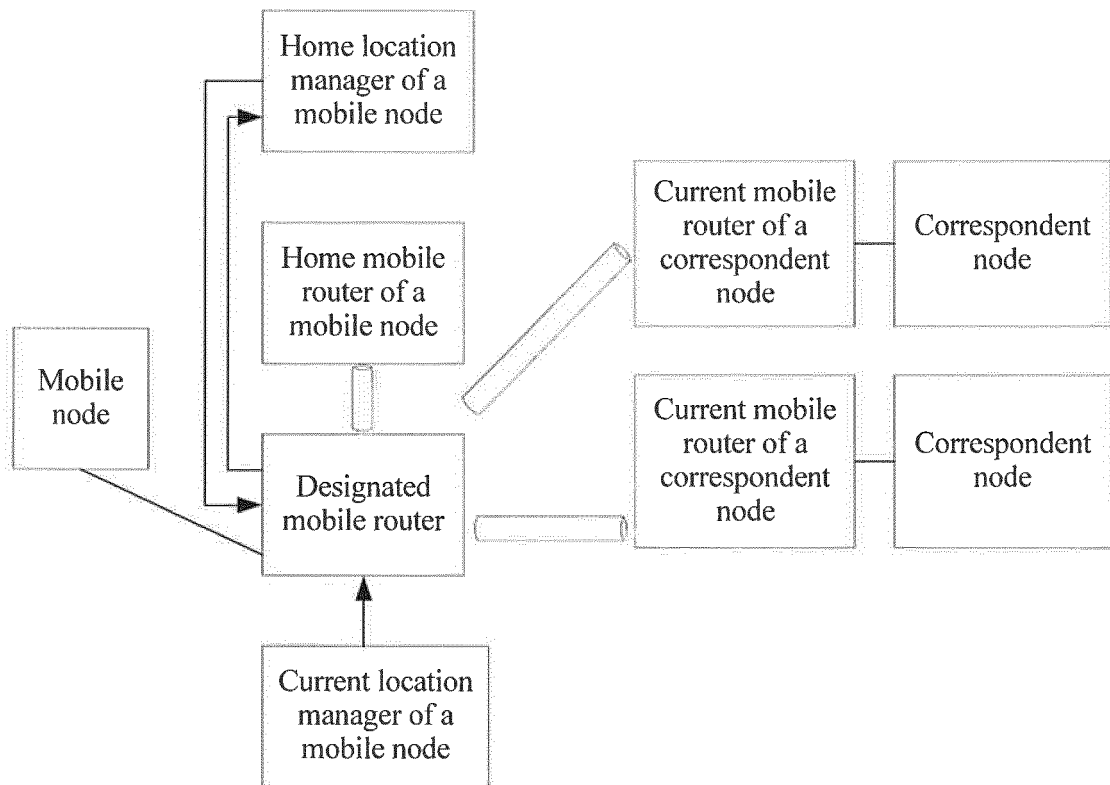 Home location
manager of a
mobile node
Home mobile
router of a
mobile node
Mobile
node
Designated
mobile router
Current location
manager of a
mobile node
Current mobile
router of a
correspondent
node
Correspondent
node
Current mobile
router of a
correspondent
node
Correspondent
node